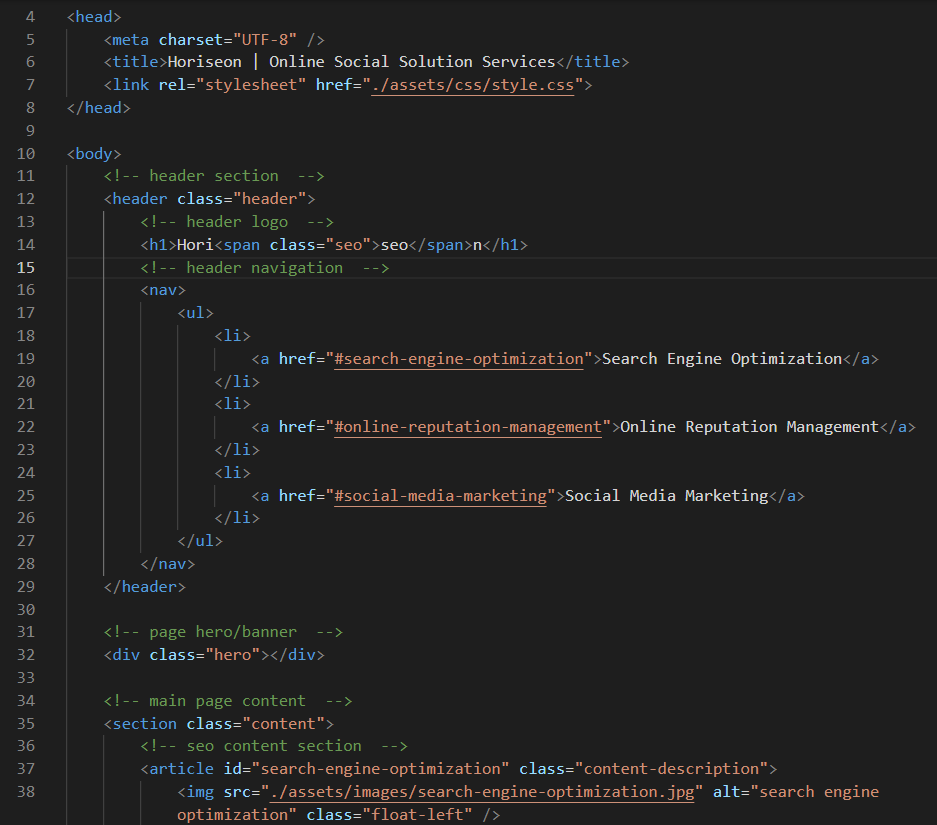 4 <head>
5 <meta charset="UTF-8" />
6 <title>Horiseon | Online Social Solution Services</title>
7 <link rel="stylesheet" href="./assets/css/style.css">
8 </head>
9
10 <body>
11 <!-- header section  -->
12 <header class="header">
13 <!-- header logo  -->
14 <h1>Hori<span class="seo">seo</span>n</h1>
15 <!-- header navigation  -->
16 <nav>
17 <ul>
18 <li>
19 <a href="#search-engine-optimization">Search Engine Optimization</a>
20 </li>
21 <li>
22 <a href="#online-reputation-management">Online Reputation Management</a>
23 </li>
24 <li>
25 <a href="#social-media-marketing">Social Media Marketing</a>
26 </li>
27 </ul>
28 </nav>
29 </header>
30
31 <!-- page hero/banner  -->
32 <div class="hero"></div>
33
34 <!-- main page content  -->
35 <section class="content">
36 <!-- seo content section  -->
37 <article id="search-engine-optimization" class="content-description">
38 <img src="./assets/images/search-engine-optimization.jpg" alt="search engine
optimization" class="float-left" />